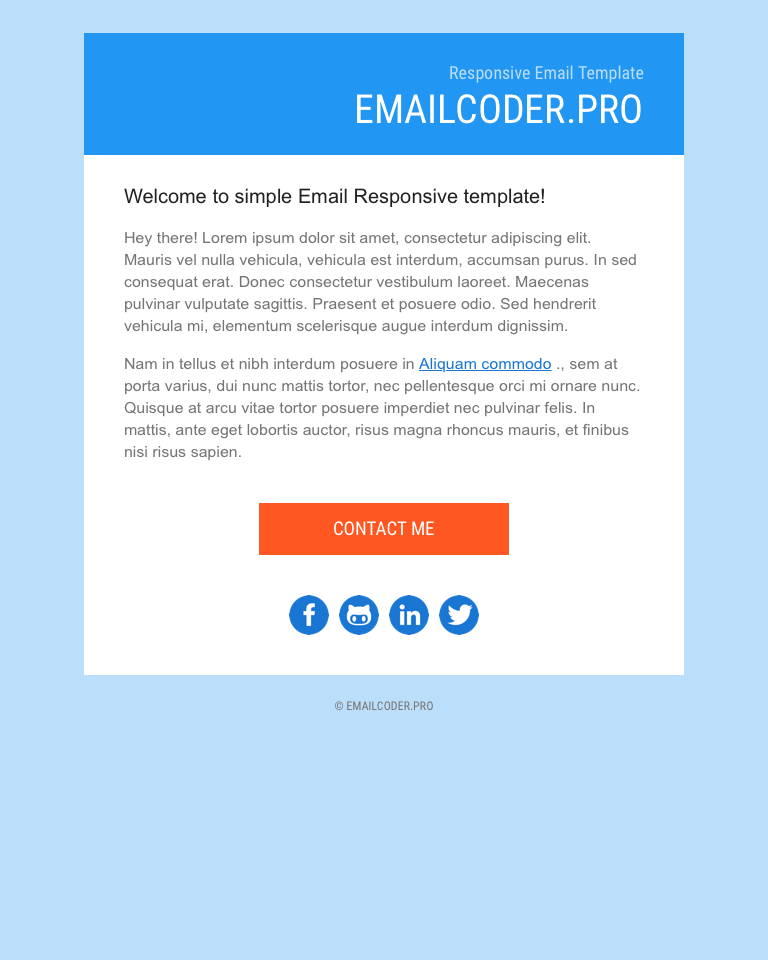 Responsive Email Template
EMAILCODER.PRO
Welcome to simple Email Responsive template!
Hey there! Lorem ipsum dolor sit amet, consectetur adipiscing elit.
Mauris vel nulla vehicula, vehicula est interdum, accumsan purus. In sed
consequat erat. Donec consectetur vestibulum laoreet. Maecenas
pulvinar vulputate sagittis. Praesent et posuere odio. Sed hendrerit
vehicula mi, elementum scelerisque augue interdum dignissim.
Nam in tellus et nibh interdum posuere in Aliquam commodo ., sem at
porta varius, dui nunc mattis tortor, nec pellentesque orci mi ornare nunc.
Quisque at arcu vitae tortor posuere imperdiet nec pulvinar felis. In
mattis, ante eget lobortis auctor, risus magna rhoncus mauris, et finibus
nisi risus sapien.
CONTACT ME
© EMAILCODER.PRO